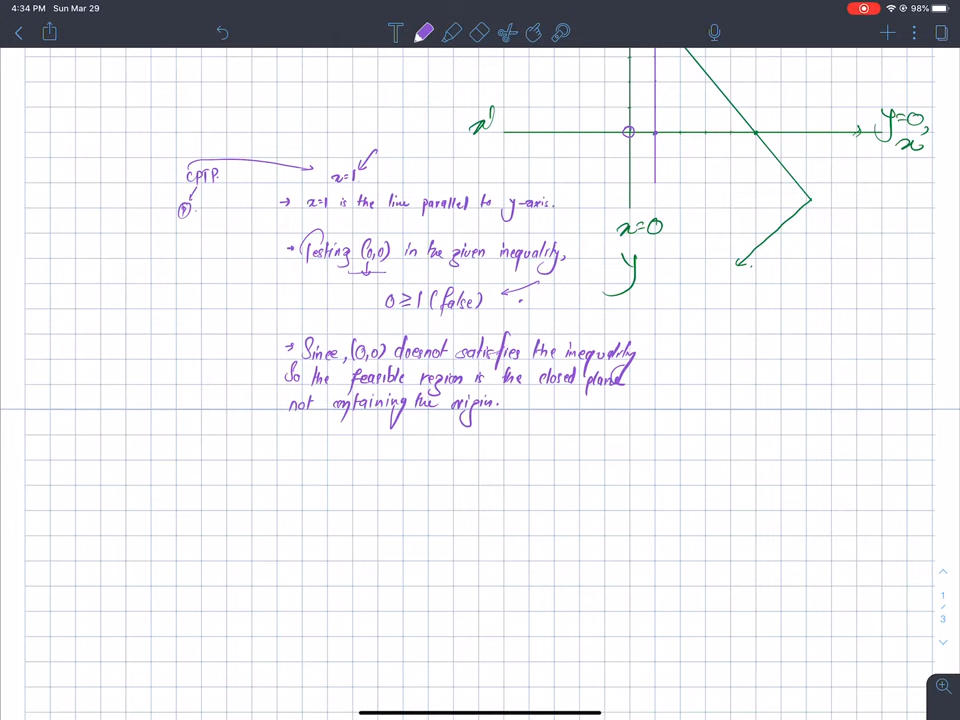 4:34 PM Sun Mar 29
98%
x'
y=0,
x
x=0
y
CPTP.
x=1
→ x=1 is the line parallel to y-axis.
→ Testing (0,0) in the given inequality,
0 ≥ 1 (false)
→ Since, (0,0) doesnot satisfies the inequality
So the feasible region is the closed plane
not containing the origin.
1
/
3